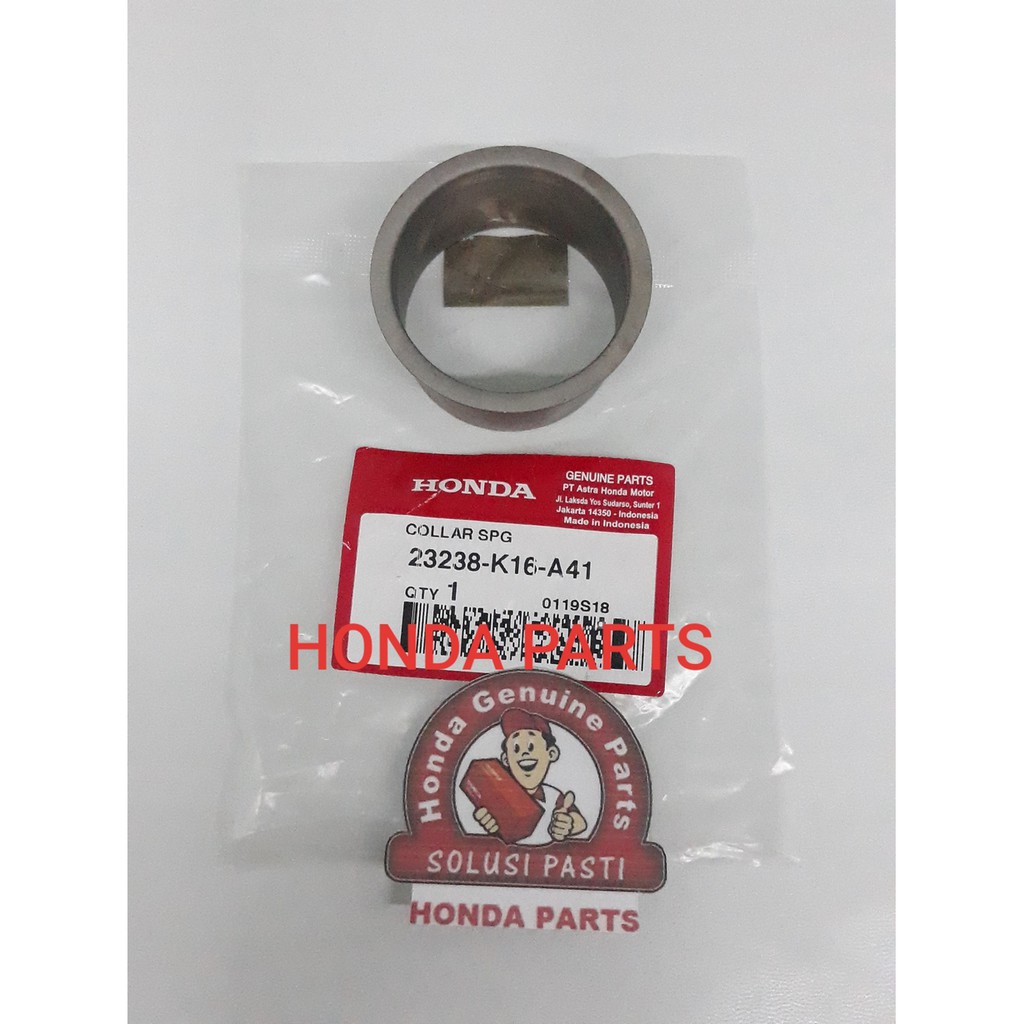 HONDA
GENUINE PARTS
PT Astra Honda Motor
Jl. Laksda Yos Sudarso, Sunter 1
Jakarta 14350 - Indonesia
Made in Indonesia
COLLAR SPG
23238-K16-A41
QTY 1
0119S18
HONDA PARTS
Honda Genuine Parts
SOLUSI PASTI
HONDA PARTS